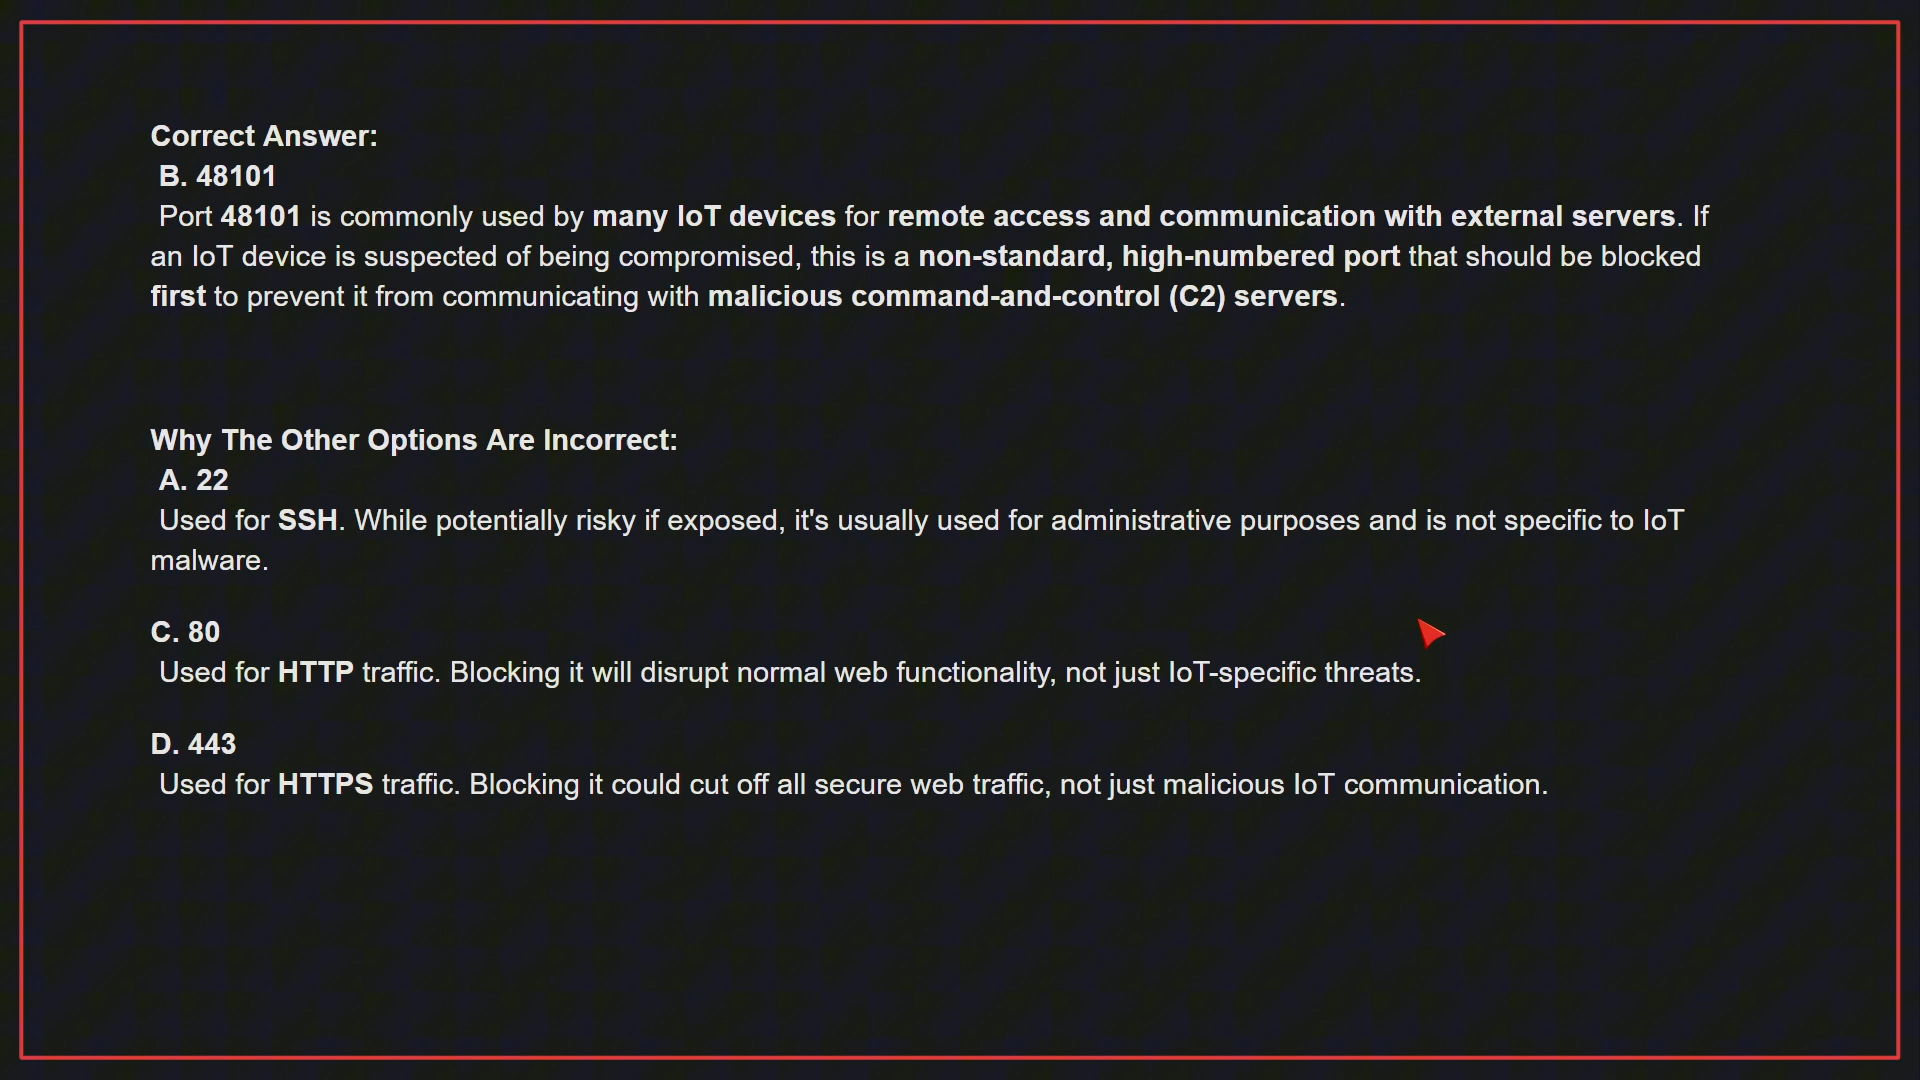 Correct Answer:
B. 48101
Port 48101 is commonly used by many IoT devices for remote access and communication with external servers. If
an IoT device is suspected of being compromised, this is a non-standard, high-numbered port that should be blocked
first to prevent it from communicating with malicious command-and-control (C2) servers.
Why The Other Options Are Incorrect:
A. 22
Used for SSH. While potentially risky if exposed, it's usually used for administrative purposes and is not specific to IoT
malware.
C. 80
Used for HTTP traffic. Blocking it will disrupt normal web functionality, not just IoT-specific threats.
D. 443
Used for HTTPS traffic. Blocking it could cut off all secure web traffic, not just malicious IoT communication.